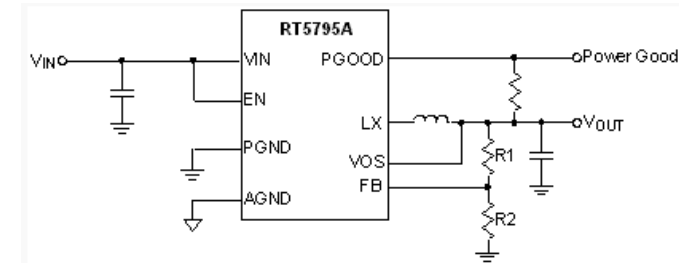 RT5795A
VIN
VIN
PGOOD
Power Good
EN
LX
VOUT
PGND
R1
VOS
FB
AGND
R2